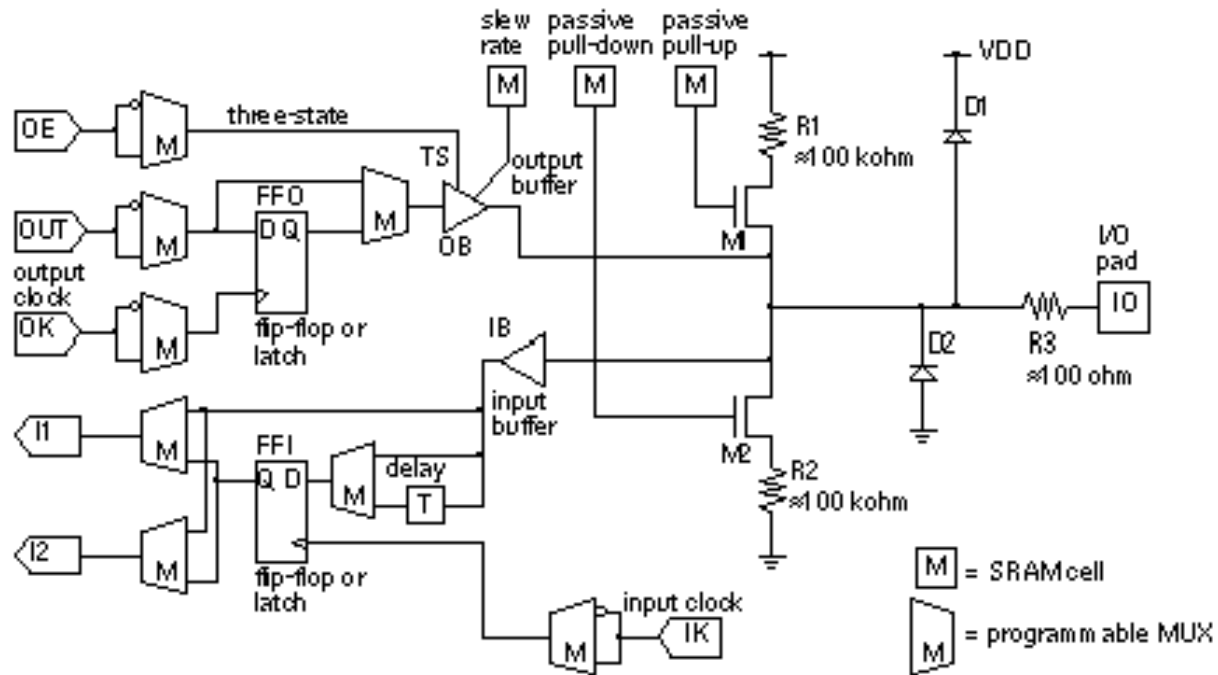 slew
rate
passive
pull-down
passive
pull-up
M
M
M
VDD
OE
M
three-state
R1
≈100 kohm
D1
TS
output
buffer
OUT
M
FFO
D Q
M
OB
M1
I/O
pad
IO
output
clock
OK
M
flip-flop or
latch
IB
D2
R3
≈100 ohm
input
buffer
I1
M
FFI
Q D
M
delay
T
M2
R2
≈100 kohm
I2
M
flip-flop or
latch
M
input clock
IK
M = SRAM cell
M = programmable MUX